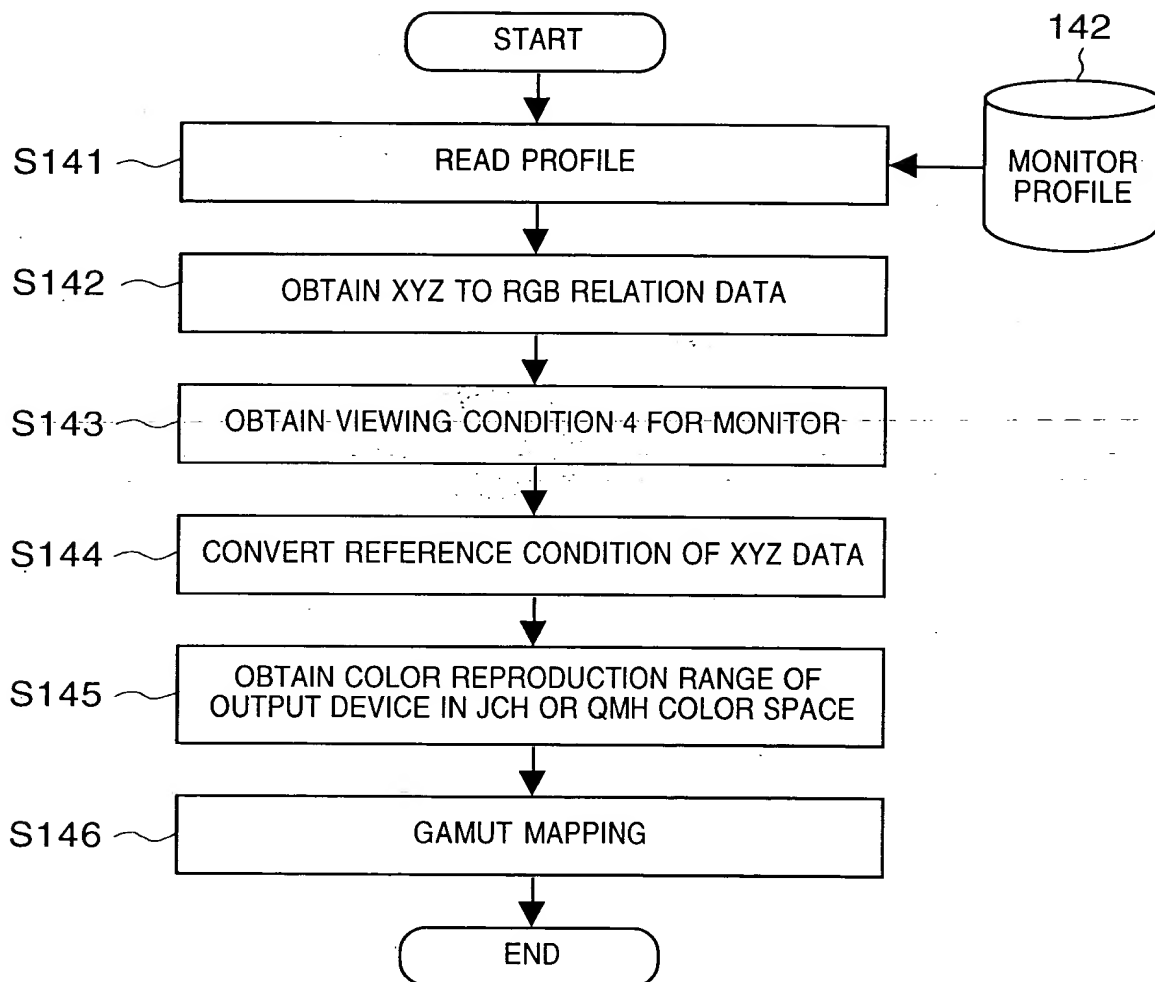 START
142
S141
READ PROFILE
MONITOR
PROFILE
S142
OBTAIN XYZ TO RGB RELATION DATA
S143
OBTAIN VIEWING CONDITION 4 FOR MONITOR
S144
CONVERT REFERENCE CONDITION OF XYZ DATA
S145
OBTAIN COLOR REPRODUCTION RANGE OF
OUTPUT DEVICE IN JCH OR QMH COLOR SPACE
S146
GAMUT MAPPING
END